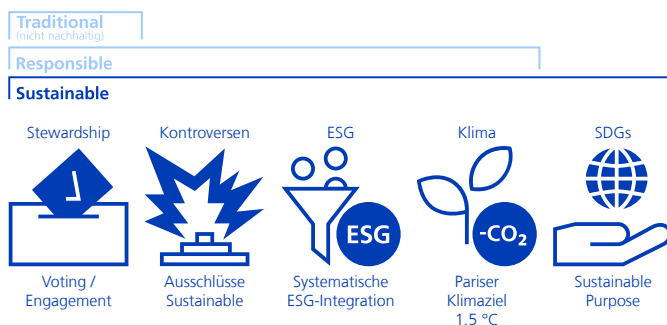 Traditional
(nicht nachhaltig)
Responsible
Sustainable
Stewardship
Kontroversen
ESG
Klima
SDGs
ESG
-CO₂
Voting /
Engagement
Ausschlüsse
Sustainable
Systematische
ESG-Integration
Pariser
Klimaziel
1,5 °C
Sustainable
Purpose